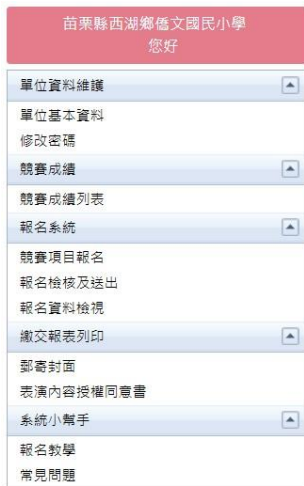 苗栗縣西湖鄉僑文國民小學
您好
單位資料維護
單位基本資料
修改密碼
競賽成績
競賽成績列表
報名系統
競賽項目報名
報名檢核及送出
報名資料檢視
繳交報表列印
郵寄封面
表演內容授權同意書
系統小幫手
報名教學
常見問題